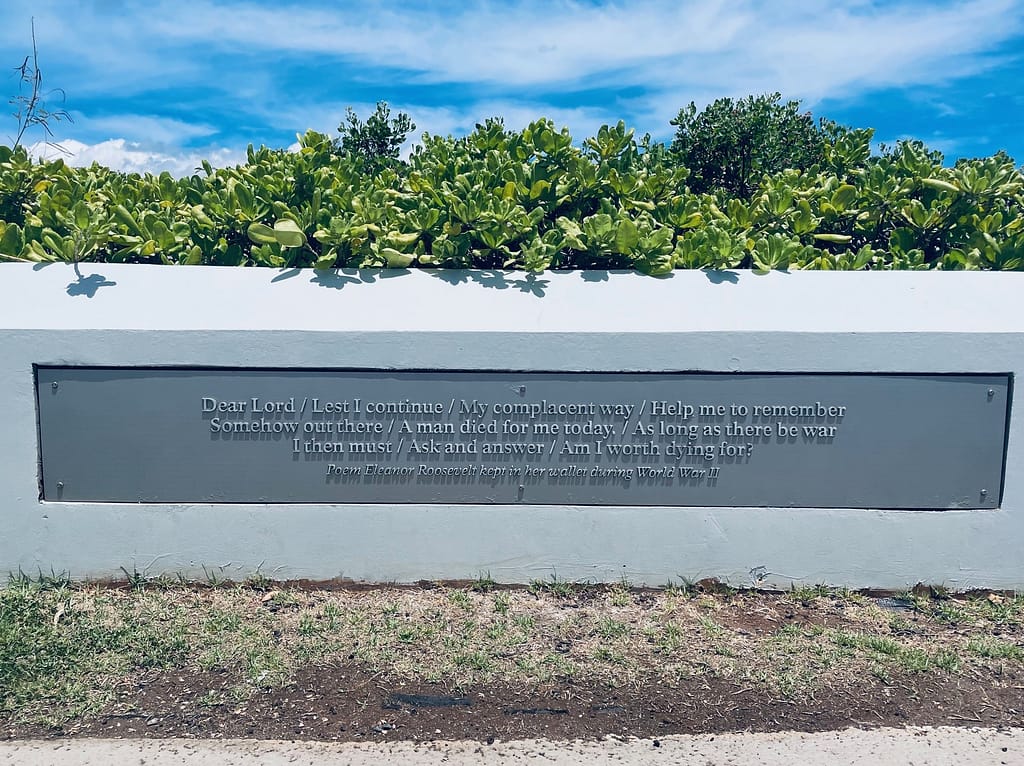 Dear Lord / Lest I continue / My complacent way / Help me to remember
Somehow out there / A man died for me today. / As long as there be war
I then must / Ask and answer / Am I worth dying for?
Poem Eleanor Roosevelt kept in her wallet during World War II